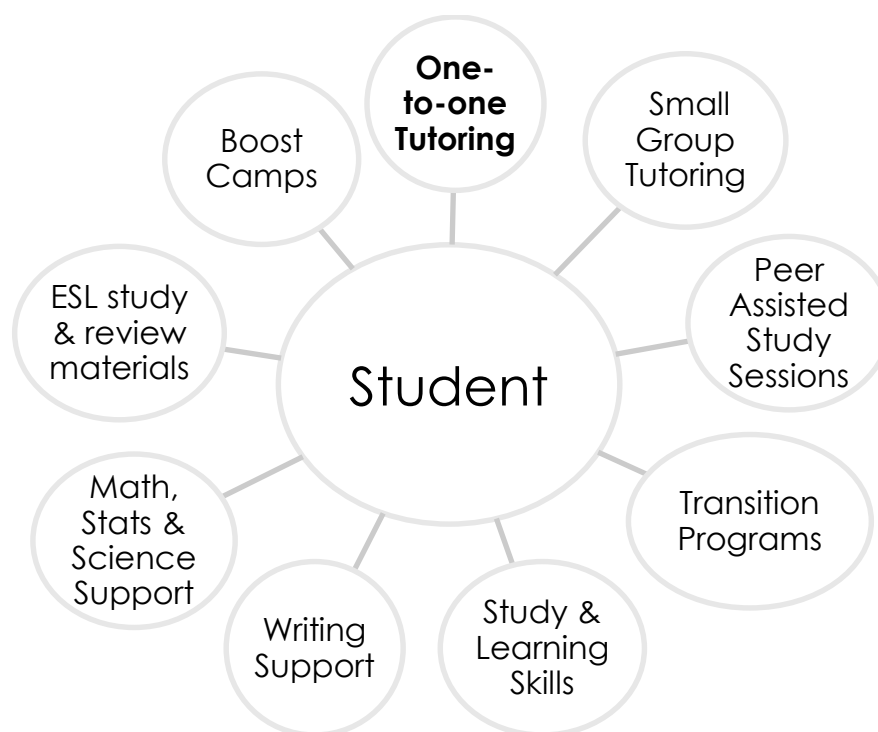 One-
to-one
Tutoring
Small
Group
Tutoring
Peer
Assisted
Study
Sessions
Transition
Programs
Study &
Learning
Skills
Writing
Support
Math,
Stats &
Science
Support
ESL study
& review
materials
Boost
Camps
Student